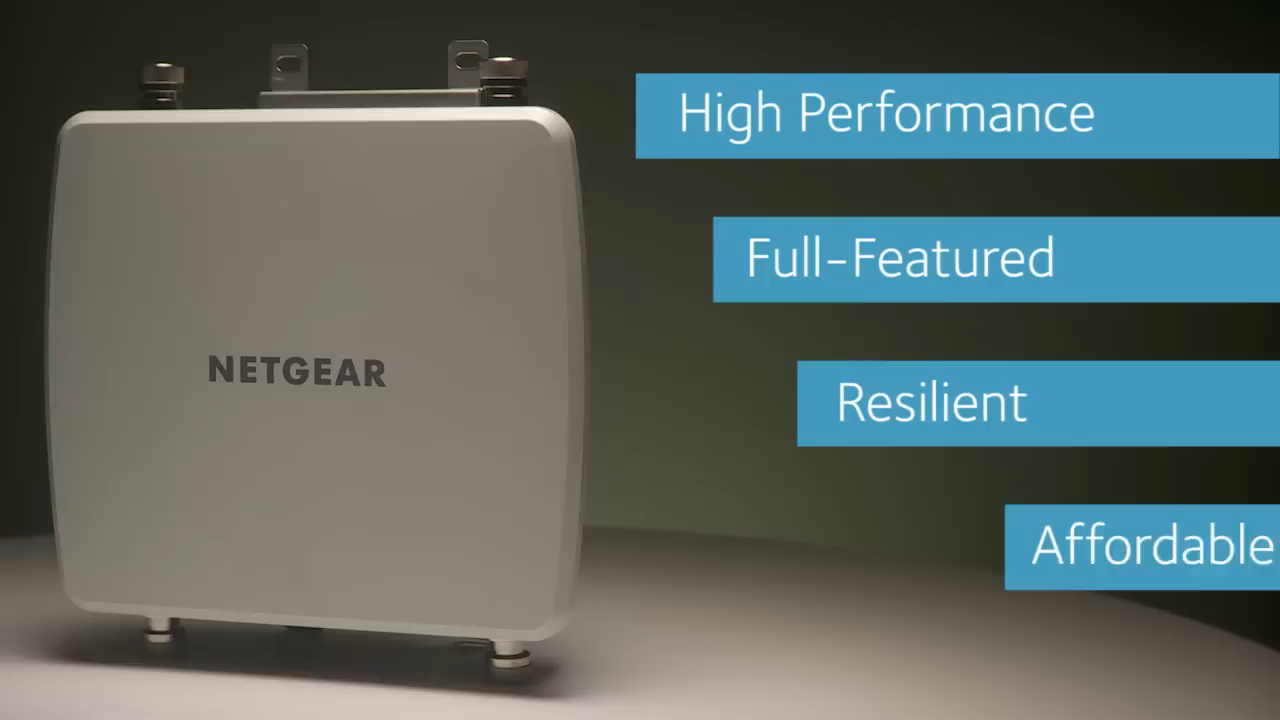 High Performance
Full-Featured
Resilient
Affordable
NETGEAR